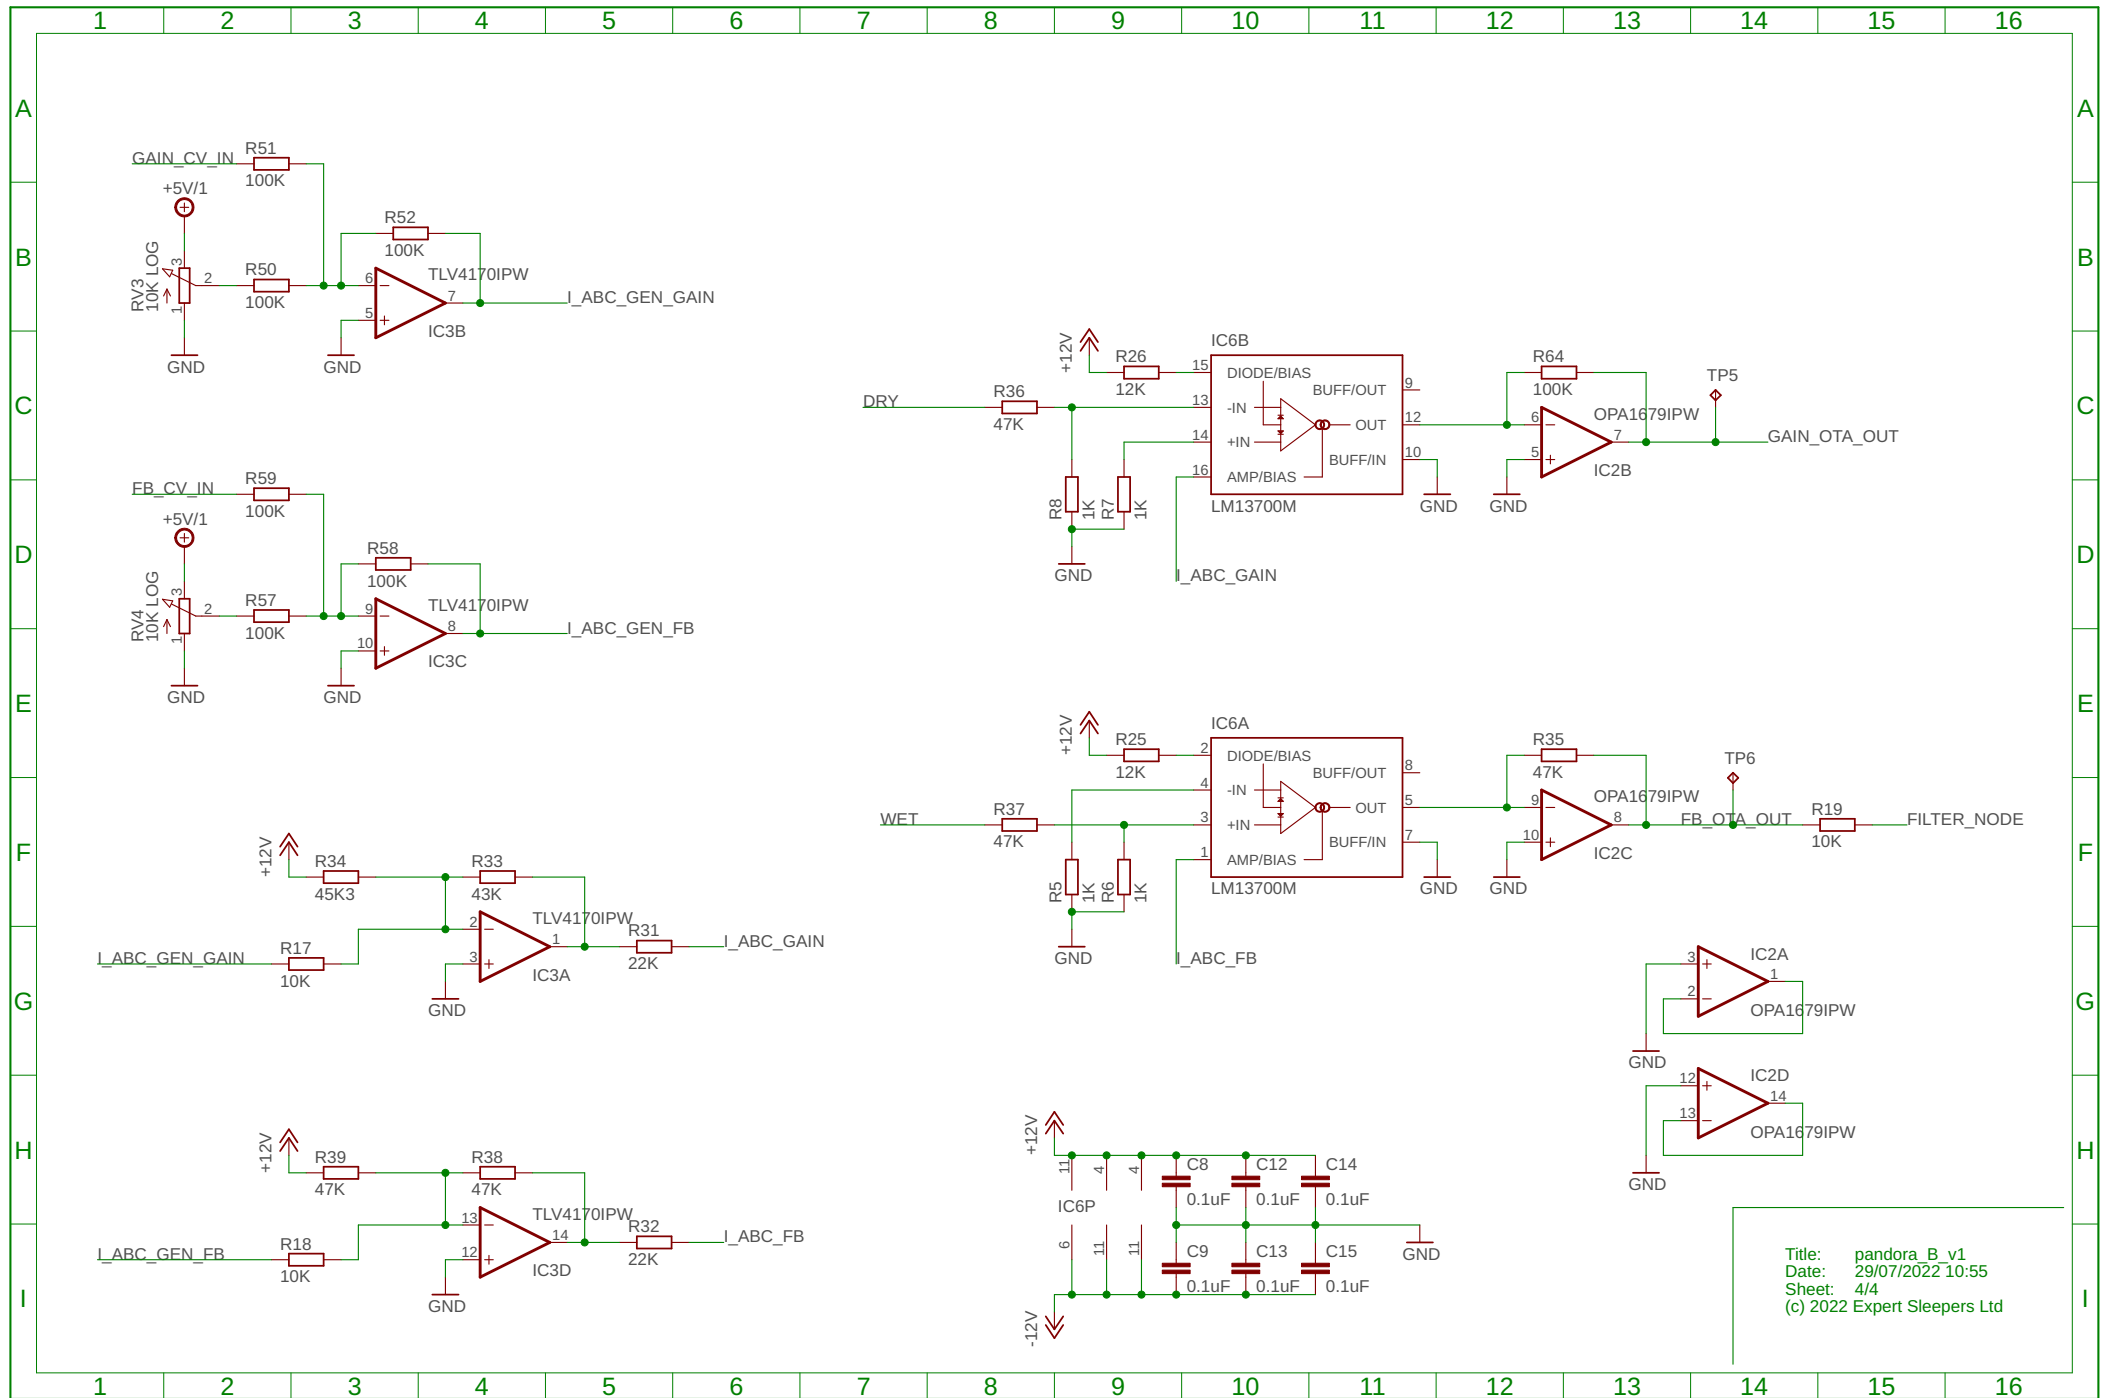 1 2 3 4 5 6 7 8 9 10 11 12 13 14 15 16
A A
B B
C C
D D
E E
F F
G G
H H
I I
GAIN_CV_IN
R51
100K
+5V/1
RV3
10K LOG
3
2
1
GND
R50
100K
R52
100K
TLV4170IPW
6
5
7
IC3B
GND
I_ABC_GEN_GAIN
FB_CV_IN
R59
100K
+5V/1
RV4
10K LOG
3
2
1
GND
R57
100K
R58
100K
TLV4170IPW
9
10
8
IC3C
GND
I_ABC_GEN_FB
+12V
R34
45K3
R33
43K
I_ABC_GEN_GAIN
R17
10K
TLV4170IPW
2
3
1
IC3A
GND
R31
22K
I_ABC_GAIN
+12V
R39
47K
R38
47K
I_ABC_GEN_FB
R18
10K
TLV4170IPW
13
12
14
IC3D
GND
R32
22K
I_ABC_FB
DRY
R36
47K
+12V
R26
12K
R8
1K
R7
1K
GND
IC6B
15
13
14
16
DIODE/BIAS
-IN
+IN
AMP/BIAS
BUFF/OUT
OUT
BUFF/IN
9
12
10
LM13700M
I_ABC_GAIN
GND
R64
100K
OPA1679IPW
6
5
7
IC2B
GND
TP5
GAIN_OTA_OUT
WET
R37
47K
+12V
R25
12K
R5
1K
R6
1K
GND
IC6A
2
4
3
1
DIODE/BIAS
-IN
+IN
AMP/BIAS
BUFF/OUT
OUT
BUFF/IN
8
5
7
LM13700M
I_ABC_FB
GND
R35
47K
OPA1679IPW
9
10
8
IC2C
GND
TP6
FB_OTA_OUT
R19
10K
FILTER_NODE
IC2A
3
2
1
OPA1679IPW
GND
IC2D
12
13
14
OPA1679IPW
GND
+12V
11
4
4
IC6P
6
11
11
-12V
C8
0.1uF
C12
0.1uF
C14
0.1uF
C9
0.1uF
C13
0.1uF
C15
0.1uF
GND
Title: pandora_B_v1
Date: 29/07/2022 10:55
Sheet: 4/4
(c) 2022 Expert Sleepers Ltd
1 2 3 4 5 6 7 8 9 10 11 12 13 14 15 16